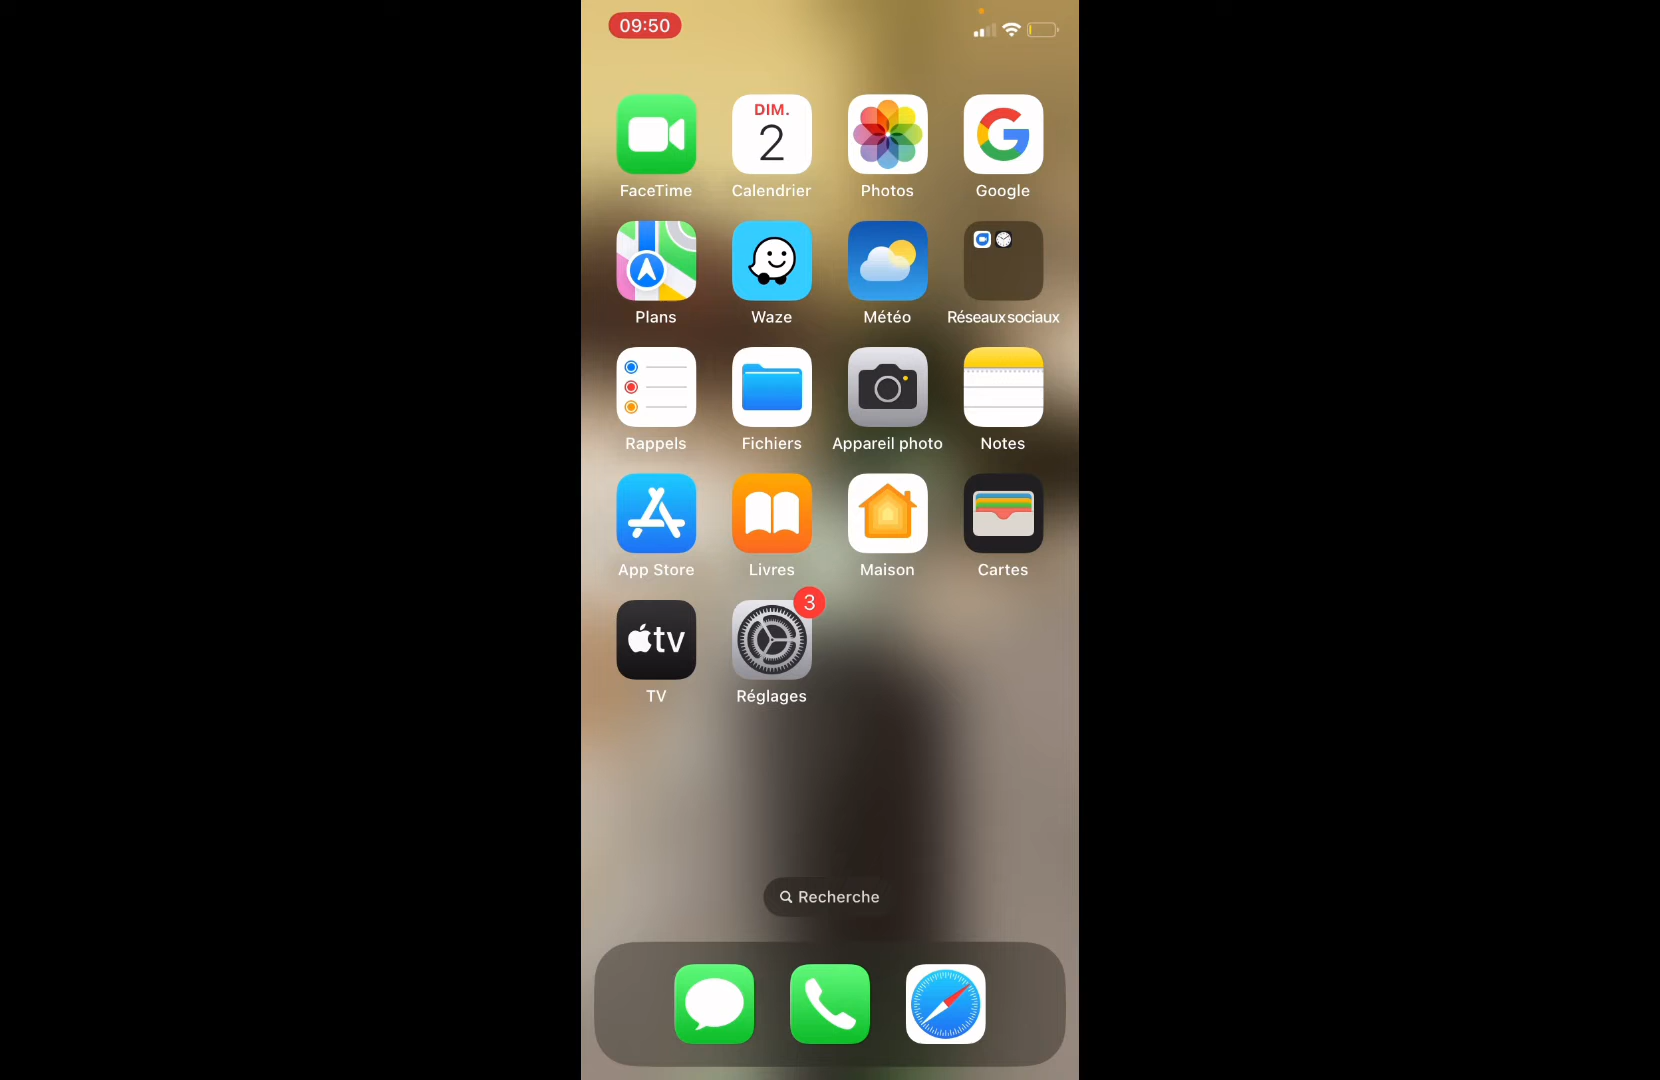 09:50
DIM.
2
FaceTime
Calendrier
Photos
Google
Plans
Waze
Météo
Réseaux sociaux
Rappels
Fichiers
Appareil photo
Notes
App Store
Livres
Maison
Cartes
tv
3
TV
Réglages
Recherche